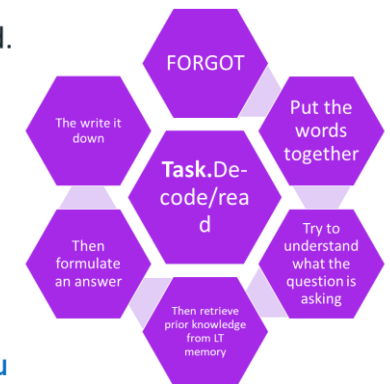 d.
FORGOT
Put the
words
together
Try to
understand
what the
question is
asking
Then retrieve
prior knowledge
from LT
memory
Then
formulate
an answer
The write it
down
Task.De-
code/rea
d
u